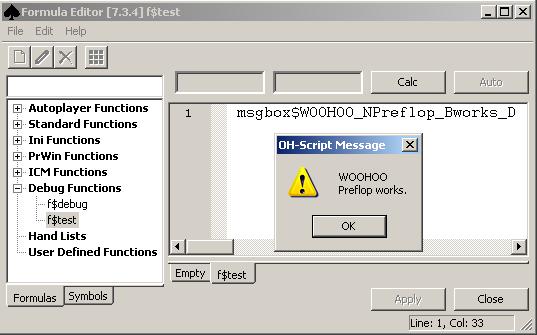 Formula Editor [7.3.4] f$test
File Edit Help
Calc Auto
Autoplayer Functions
Standard Functions
Ini Functions
PrWin Functions
ICM Functions
Debug Functions
f$debug
f$test
Hand Lists
User Defined Functions
1 msgbox$WOOHOO_NPreflop_Bworks_D
OH-Script Message
WOOHOO
Preflop works.
OK
Empty f$test
Formulas Symbols
Apply Close
Line: 1, Col: 33